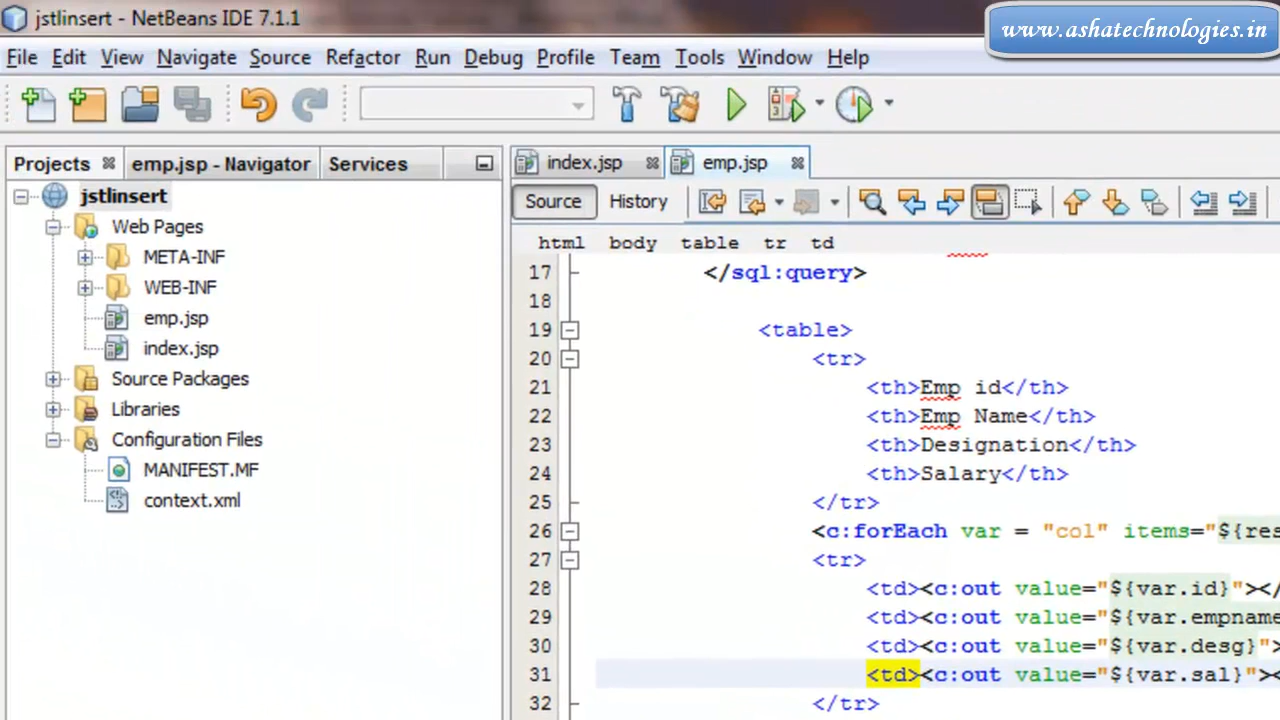 jstlinsert - NetBeans IDE 7.1.1
www.ashatechnologies.in
File Edit View Navigate Source Refactor Run Debug Profile Team Tools Window Help
Projects emp.jsp - Navigator Services
index.jsp emp.jsp
Source History
html body table tr td
jstlinsert
Web Pages
META-INF
WEB-INF
emp.jsp
index.jsp
Source Packages
Libraries
Configuration Files
MANIFEST.MF
context.xml
17 </sql:query>
18
19 <table>
20 <tr>
21 <th>Emp id</th>
22 <th>Emp Name</th>
23 <th>Designation</th>
24 <th>Salary</th>
25 </tr>
26 <c:forEach var = "col" items="${res
27 <tr>
28 <td><c:out value="${var.id}"></
29 <td><c:out value="${var.empname
30 <td><c:out value="${var.desg}">
31 <td><c:out value="${var.sal}"><
32 </tr>